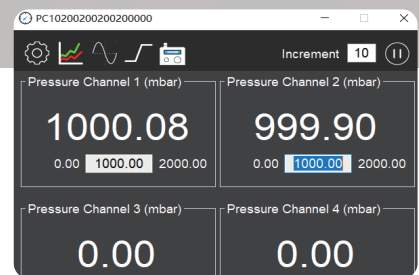 PC10200200200200000
Increment 10
Pressure Channel 1 (mbar)
1000.08
0.00 1000.00 2000.00
Pressure Channel 2 (mbar)
999.90
0.00 1000.00 2000.00
Pressure Channel 3 (mbar)
0.00
Pressure Channel 4 (mbar)
0.00